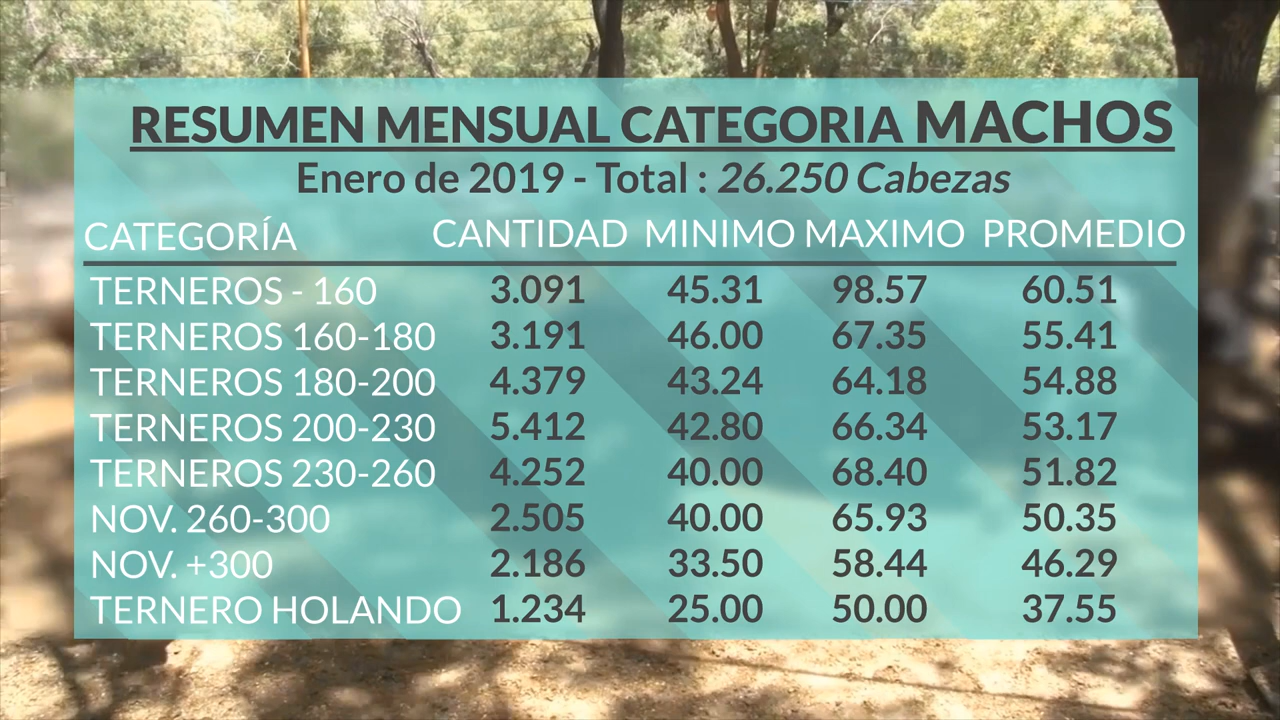 RESUMEN MENSUAL CATEGORIA MACHOS
Enero de 2019 - Total : 26.250 Cabezas
CATEGORÍA CANTIDAD MINIMO MAXIMO PROMEDIO
TERNEROS - 160 3.091 45.31 98.57 60.51
TERNEROS 160-180 3.191 46.00 67.35 55.41
TERNEROS 180-200 4.379 43.24 64.18 54.88
TERNEROS 200-230 5.412 42.80 66.34 53.17
TERNEROS 230-260 4.252 40.00 68.40 51.82
NOV. 260-300 2.505 40.00 65.93 50.35
NOV. +300 2.186 33.50 58.44 46.29
TERNERO HOLANDO 1.234 25.00 50.00 37.55